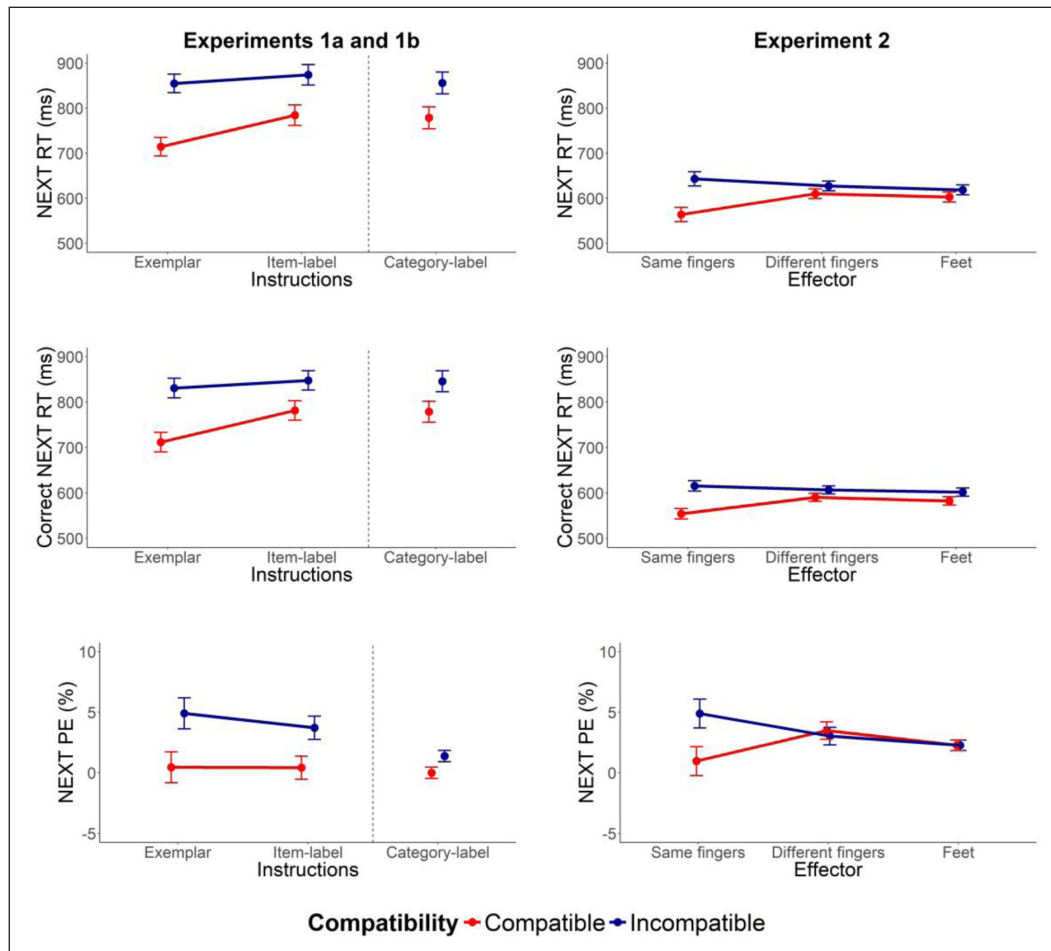 Experiments 1a and 1b
Experiment 2
NEXT RT (ms)
900
800
700
600
500
Exemplar Item-label Category-label
Instructions
NEXT RT (ms)
900
800
700
600
500
Same fingers Different fingers Feet
Effector
Correct NEXT RT (ms)
900
800
700
600
500
Exemplar Item-label Category-label
Instructions
Correct NEXT RT (ms)
900
800
700
600
500
Same fingers Different fingers Feet
Effector
NEXT PE (%)
10
5
0
-5
Exemplar Item-label Category-label
Instructions
NEXT PE (%)
10
5
0
-5
Same fingers Different fingers Feet
Effector
Compatibility Compatible Incompatible